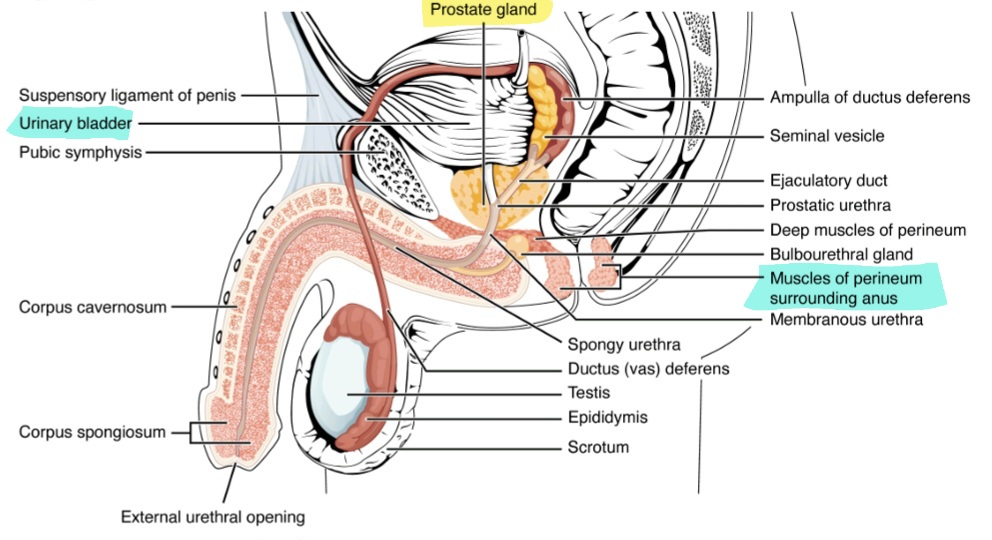 Prostate gland
Suspensory ligament of penis
Urinary bladder
Pubic symphysis
Corpus cavernosum
Corpus spongiosum
External urethral opening
Ampulla of ductus deferens
Seminal vesicle
Ejaculatory duct
Prostatic urethra
Deep muscles of perineum
Bulbourethral gland
Muscles of perineum
surrounding anus
Membranous urethra
Spongy urethra
Ductus (vas) deferens
Testis
Epididymis
Scrotum